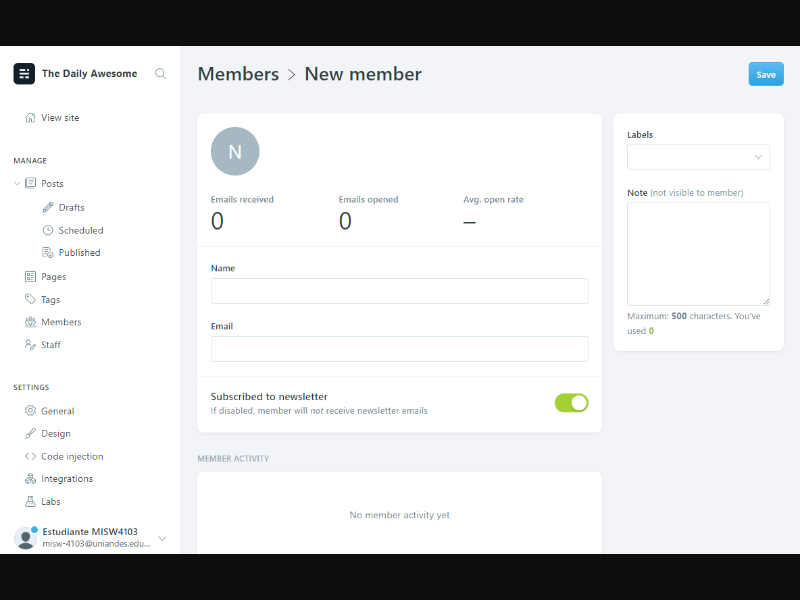 The Daily Awesome
View site
MANAGE
Posts
Drafts
Scheduled
Published
Pages
Tags
Members
Staff
SETTINGS
General
Design
Code injection
Integrations
Labs
Estudiante MISW4103
misw-4103@uniandes.edu...
Members > New member
Save
N
Emails received
0
Emails opened
0
Avg. open rate
–
Name
Email
Subscribed to newsletter
If disabled, member will not receive newsletter emails
MEMBER ACTIVITY
No member activity yet
Labels
Note (not visible to member)
Maximum: 500 characters. You've
used 0